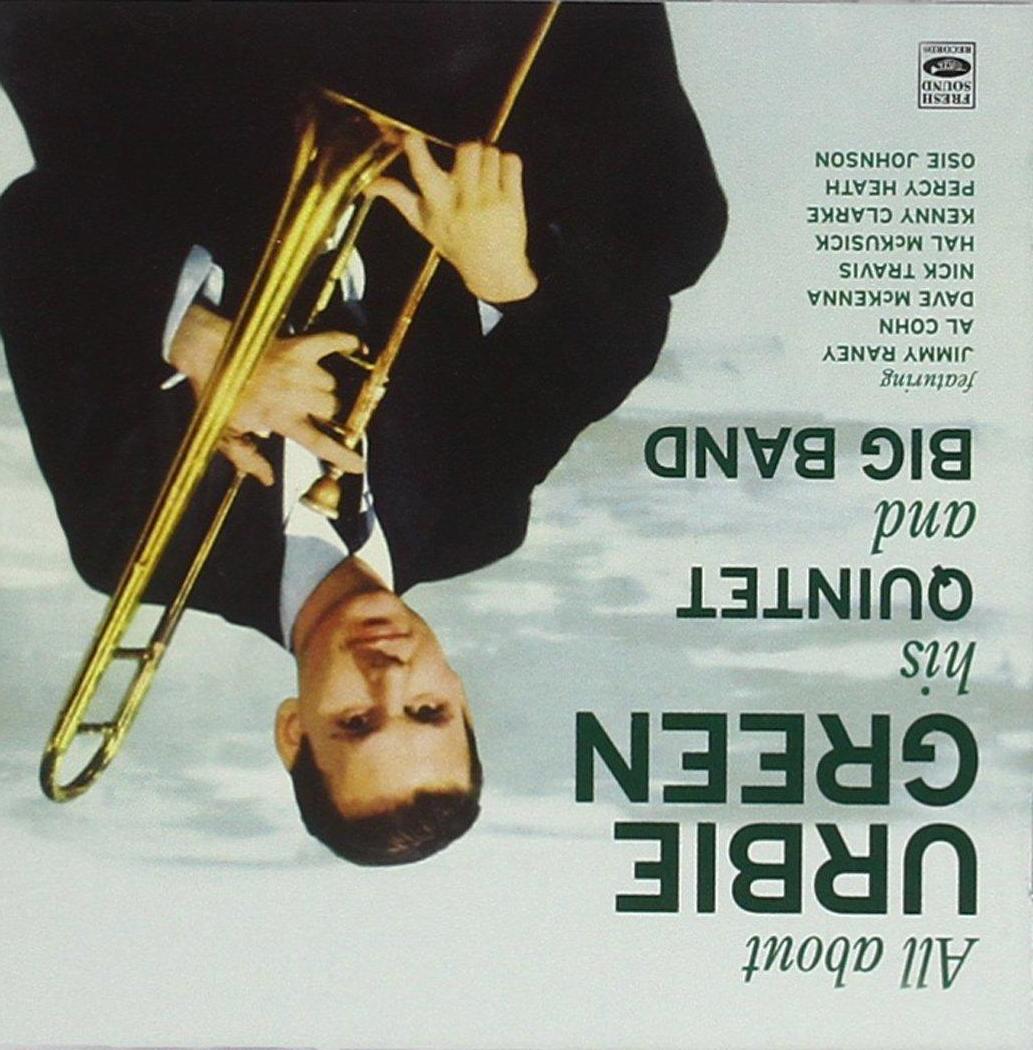 All about
URBIE
GREEN
his
QUINTET
and
BIG BAND
featuring
JIMMY RANEY
AL COHN
DAVE McKENNA
NICK TRAVIS
HAL McKUSICK
KENNY CLARKE
PERCY HEATH
OSIE JOHNSON
FRESH
SOUND
RECORDS